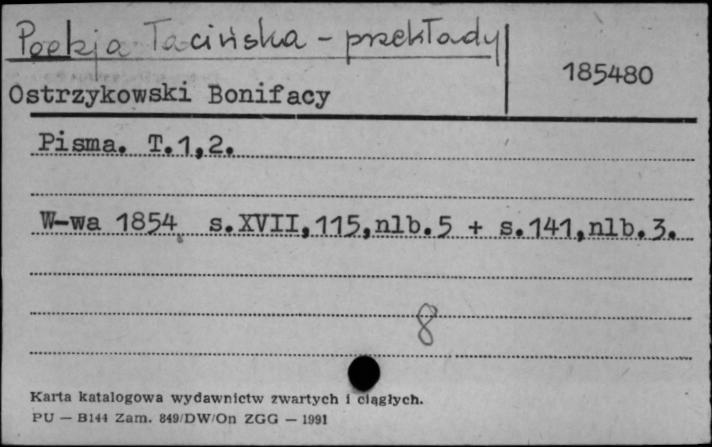 Poezja łacińska - przekłady
185480
Ostrzykowski Bonifacy
Pisma. T.1,2.
W-wa 1854 s.XVII,115,nlb.5 + s.141,nlb.3.
8
Karta katalogowa wydawnictw zwartych i ciągłych.
PU — B144 Zam. 849/DW/On ZGG — 1991